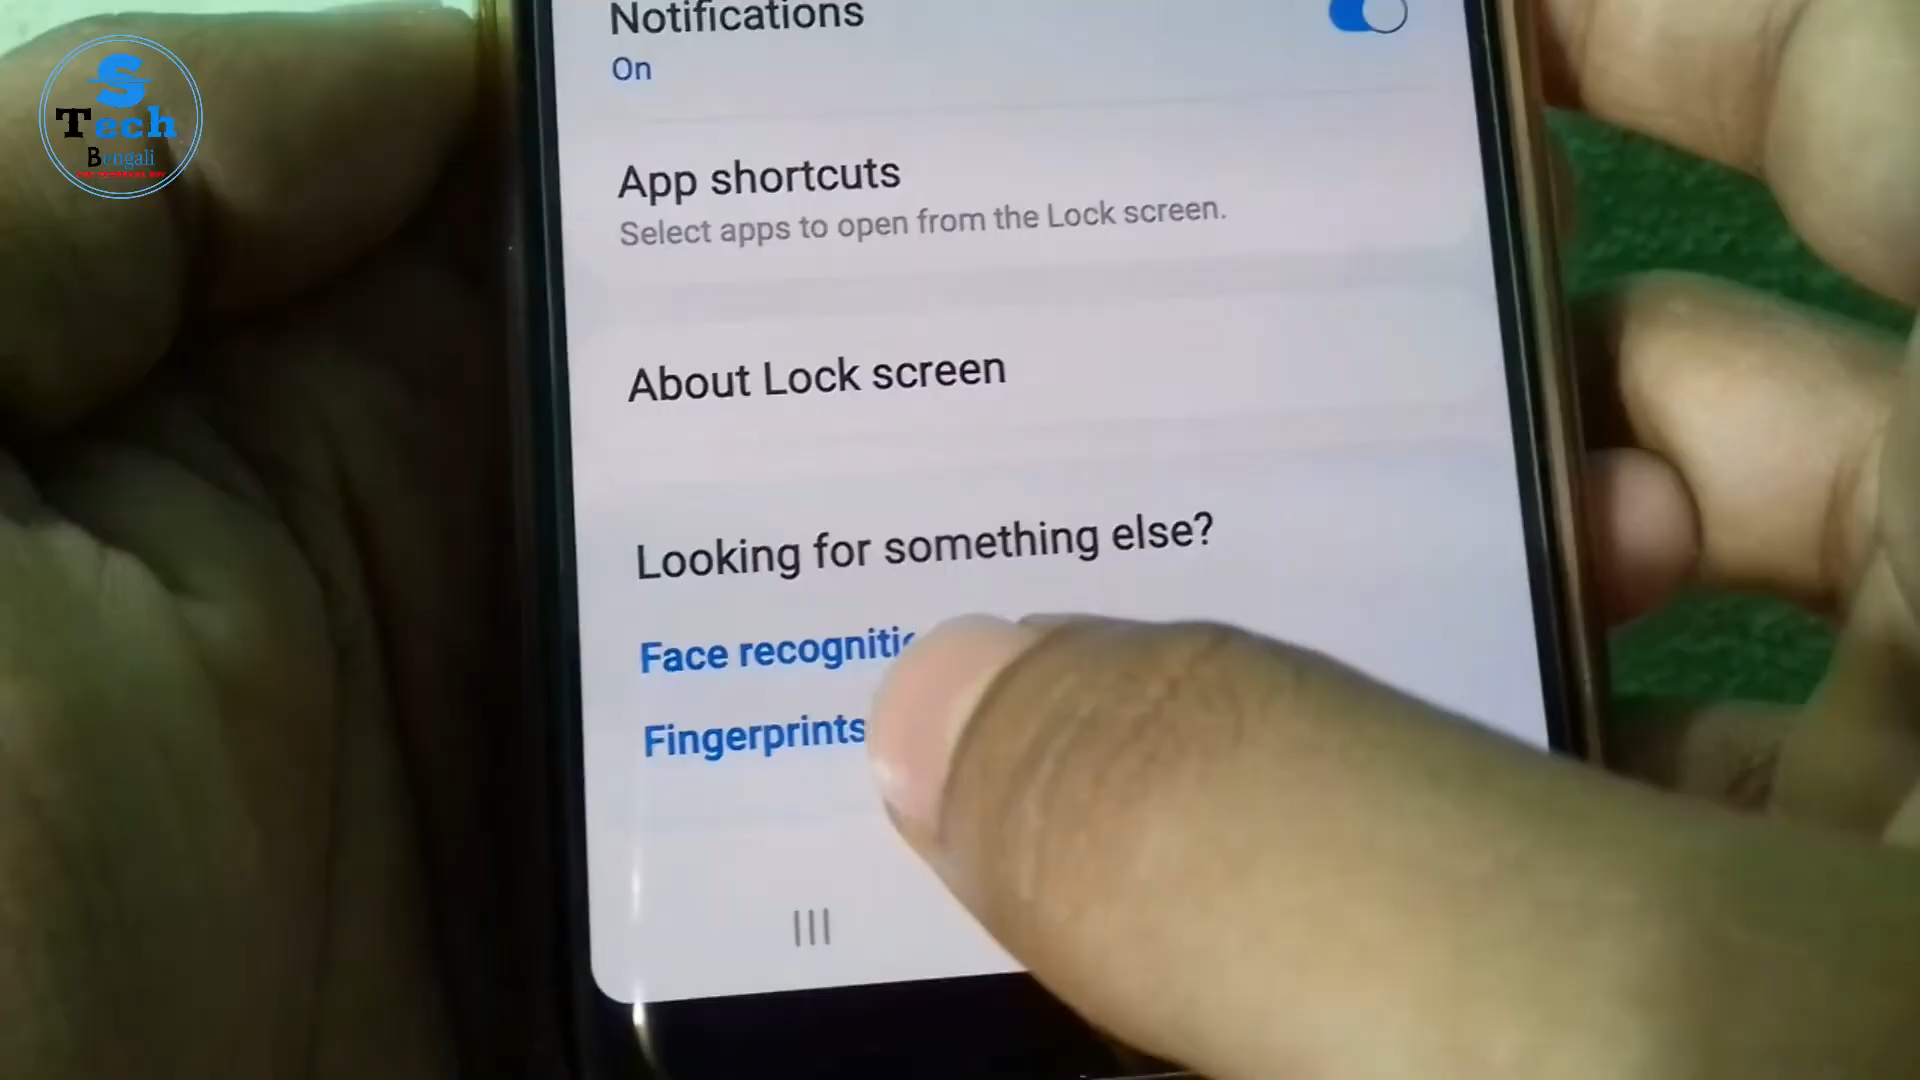 Notifications
On
App shortcuts
Select apps to open from the Lock screen.
About Lock screen
Looking for something else?
Face recogniti
Fingerprints
S
Tech
Bengali